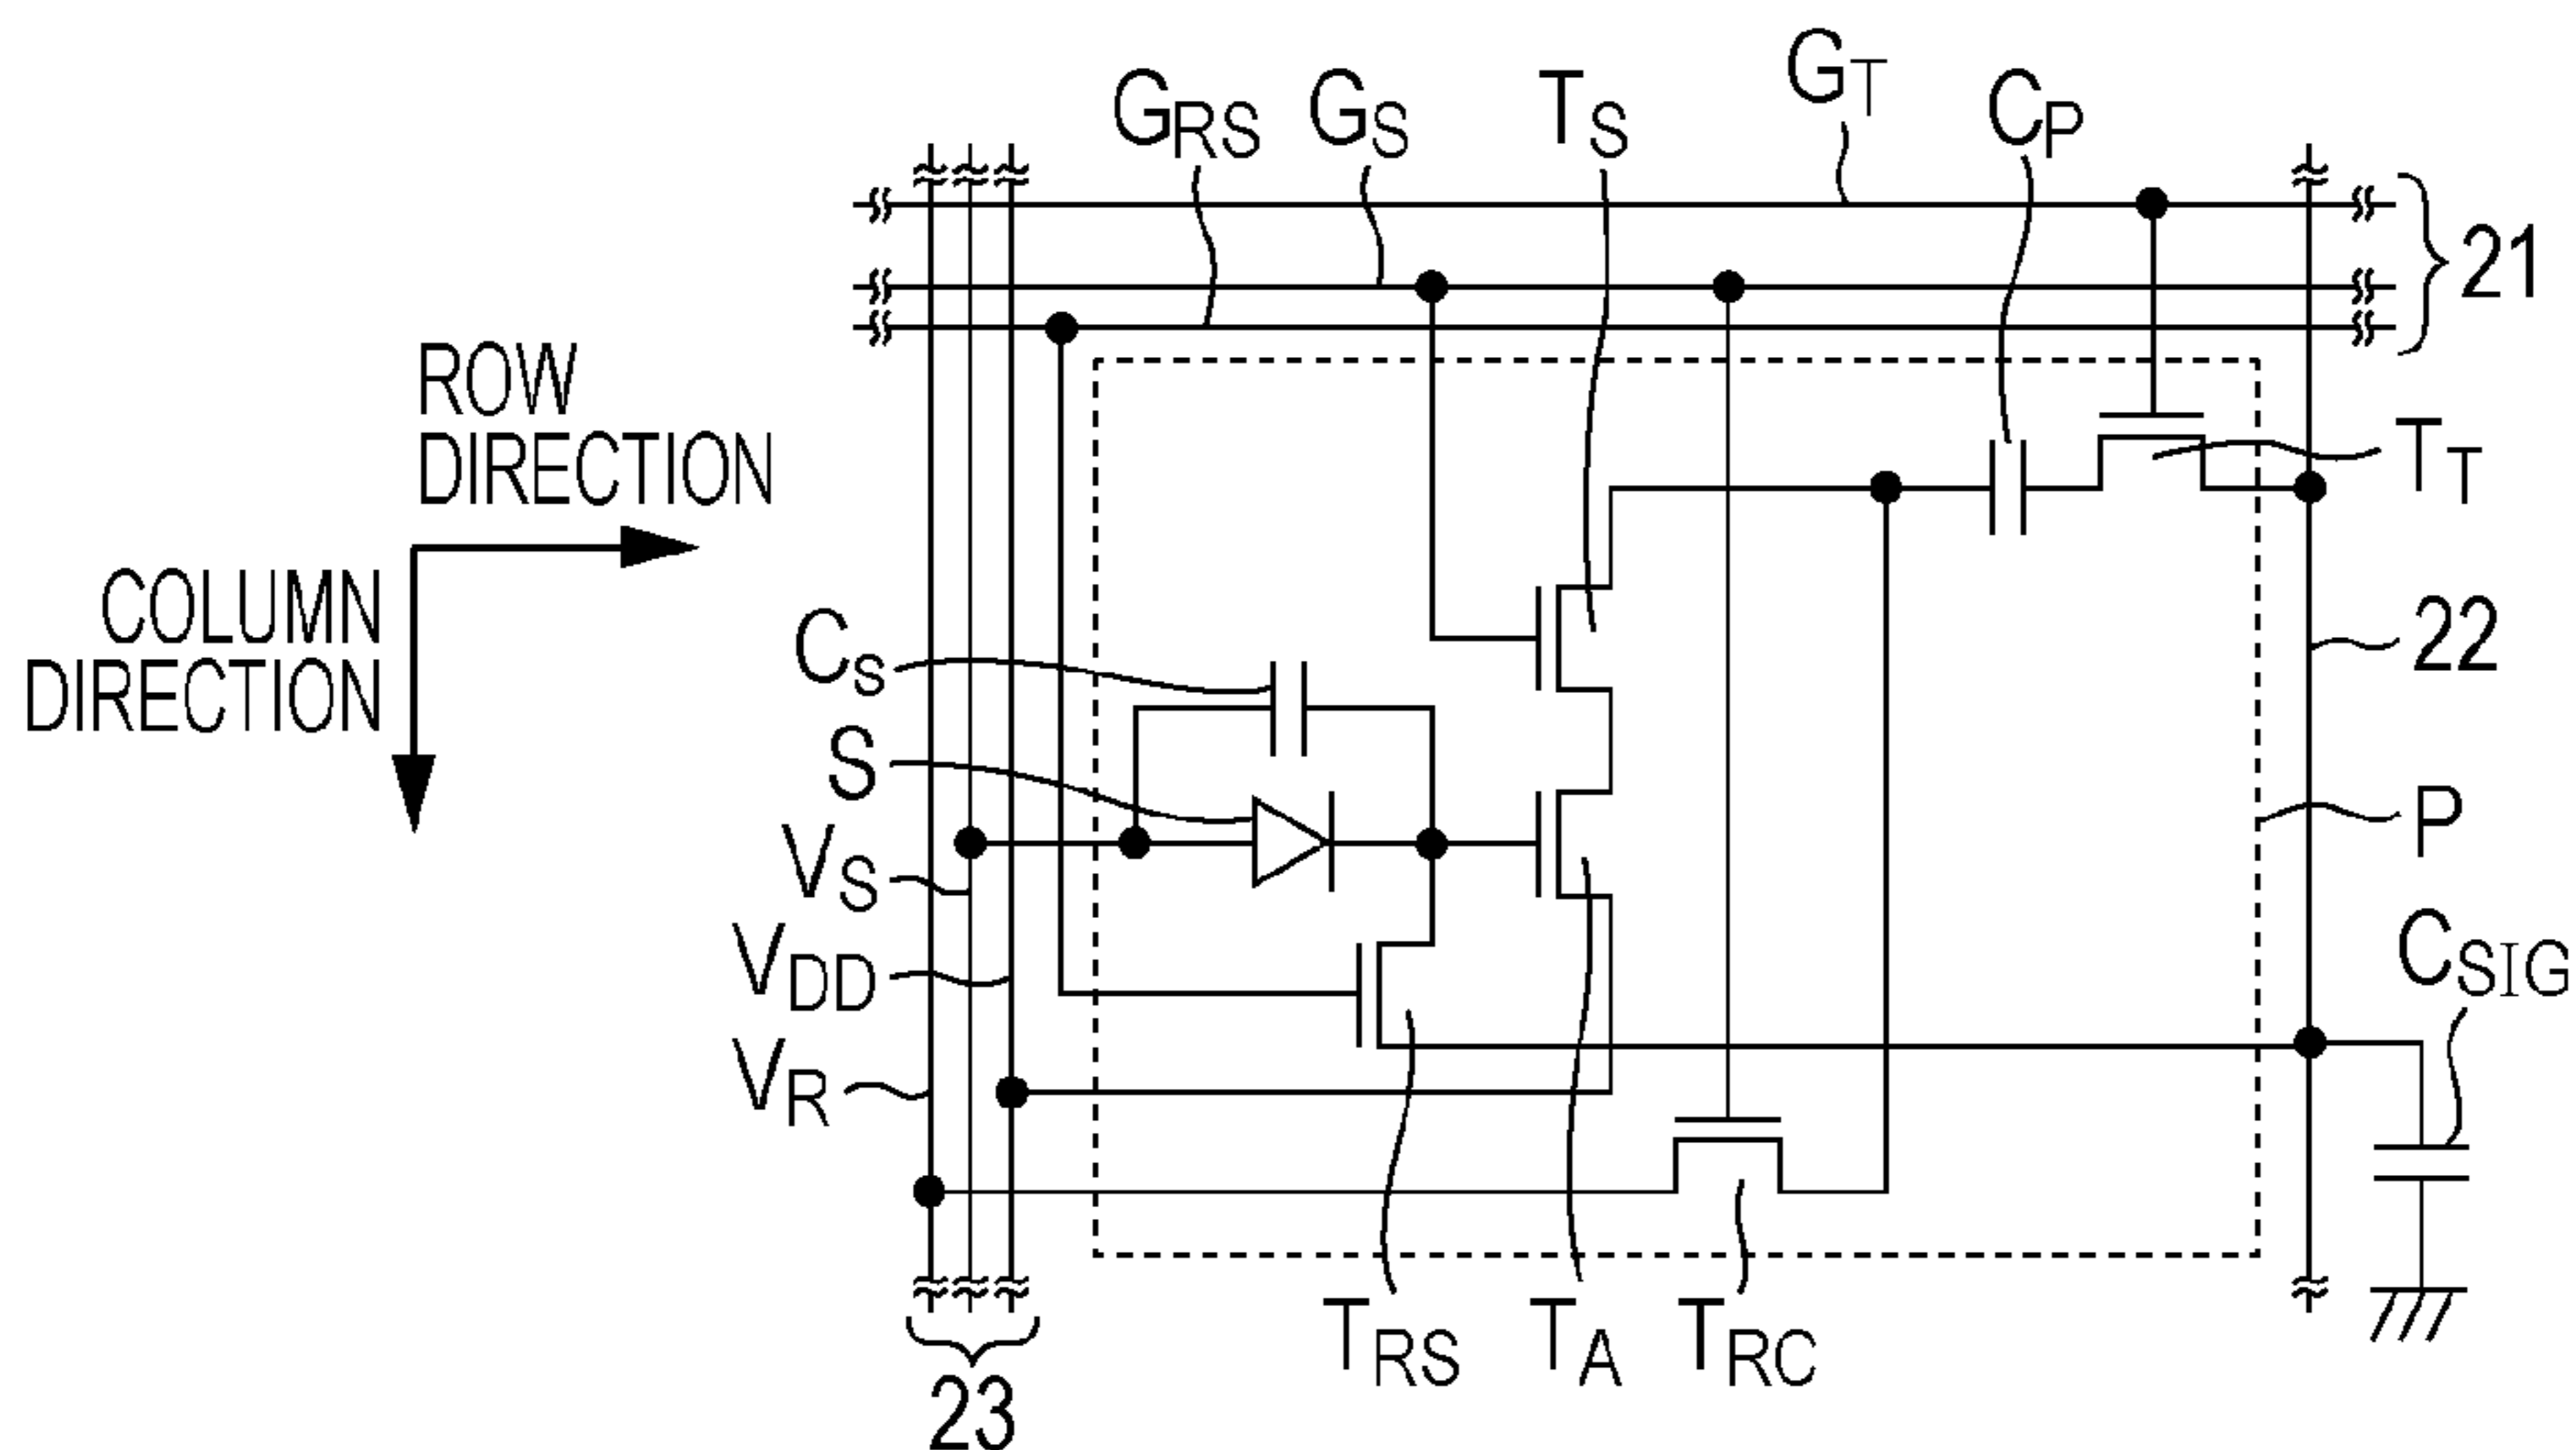 GRS
GS
TS
GT
CP
21
ROW
DIRECTION
COLUMN
DIRECTION
TT
22
CS
S
P
VS
VDD
CSIG
VR
TRS
TA
TRC
23